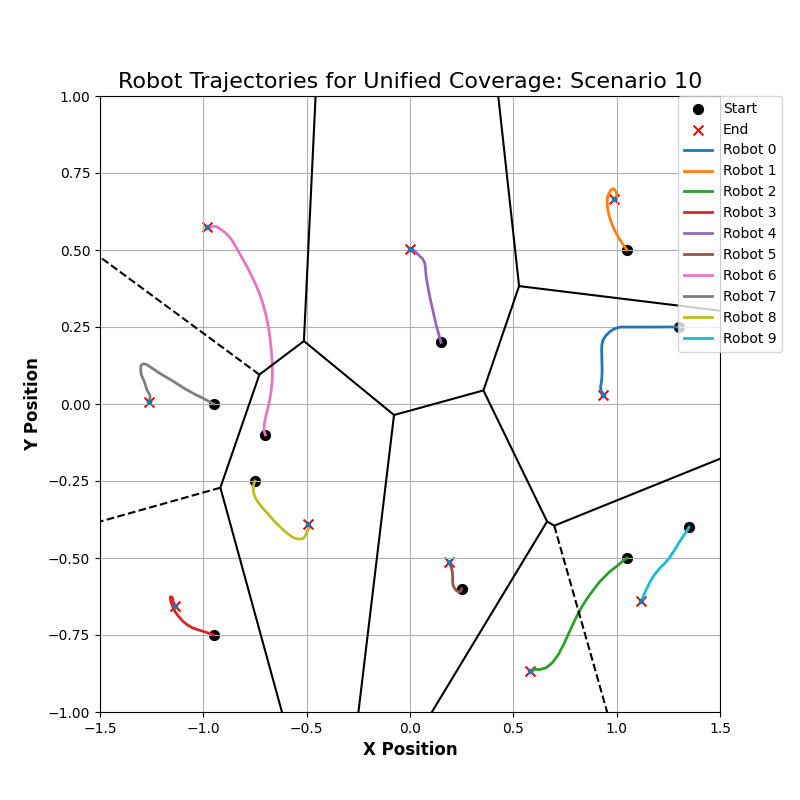 Robot Trajectories for Unified Coverage: Scenario 10
Start
End
Robot 0
Robot 1
Robot 2
Robot 3
Robot 4
Robot 5
Robot 6
Robot 7
Robot 8
Robot 9
1.00
0.75
0.50
0.25
0.00
−0.25
−0.50
−0.75
−1.00
Y Position
−1.5
−1.0
−0.5
0.0
0.5
1.0
1.5
X Position